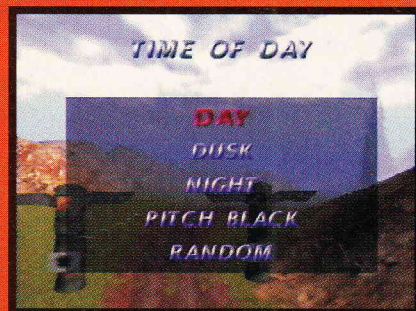 TIME OF DAY
DAY
DUSK
NIGHT
PITCH BLACK
RANDOM